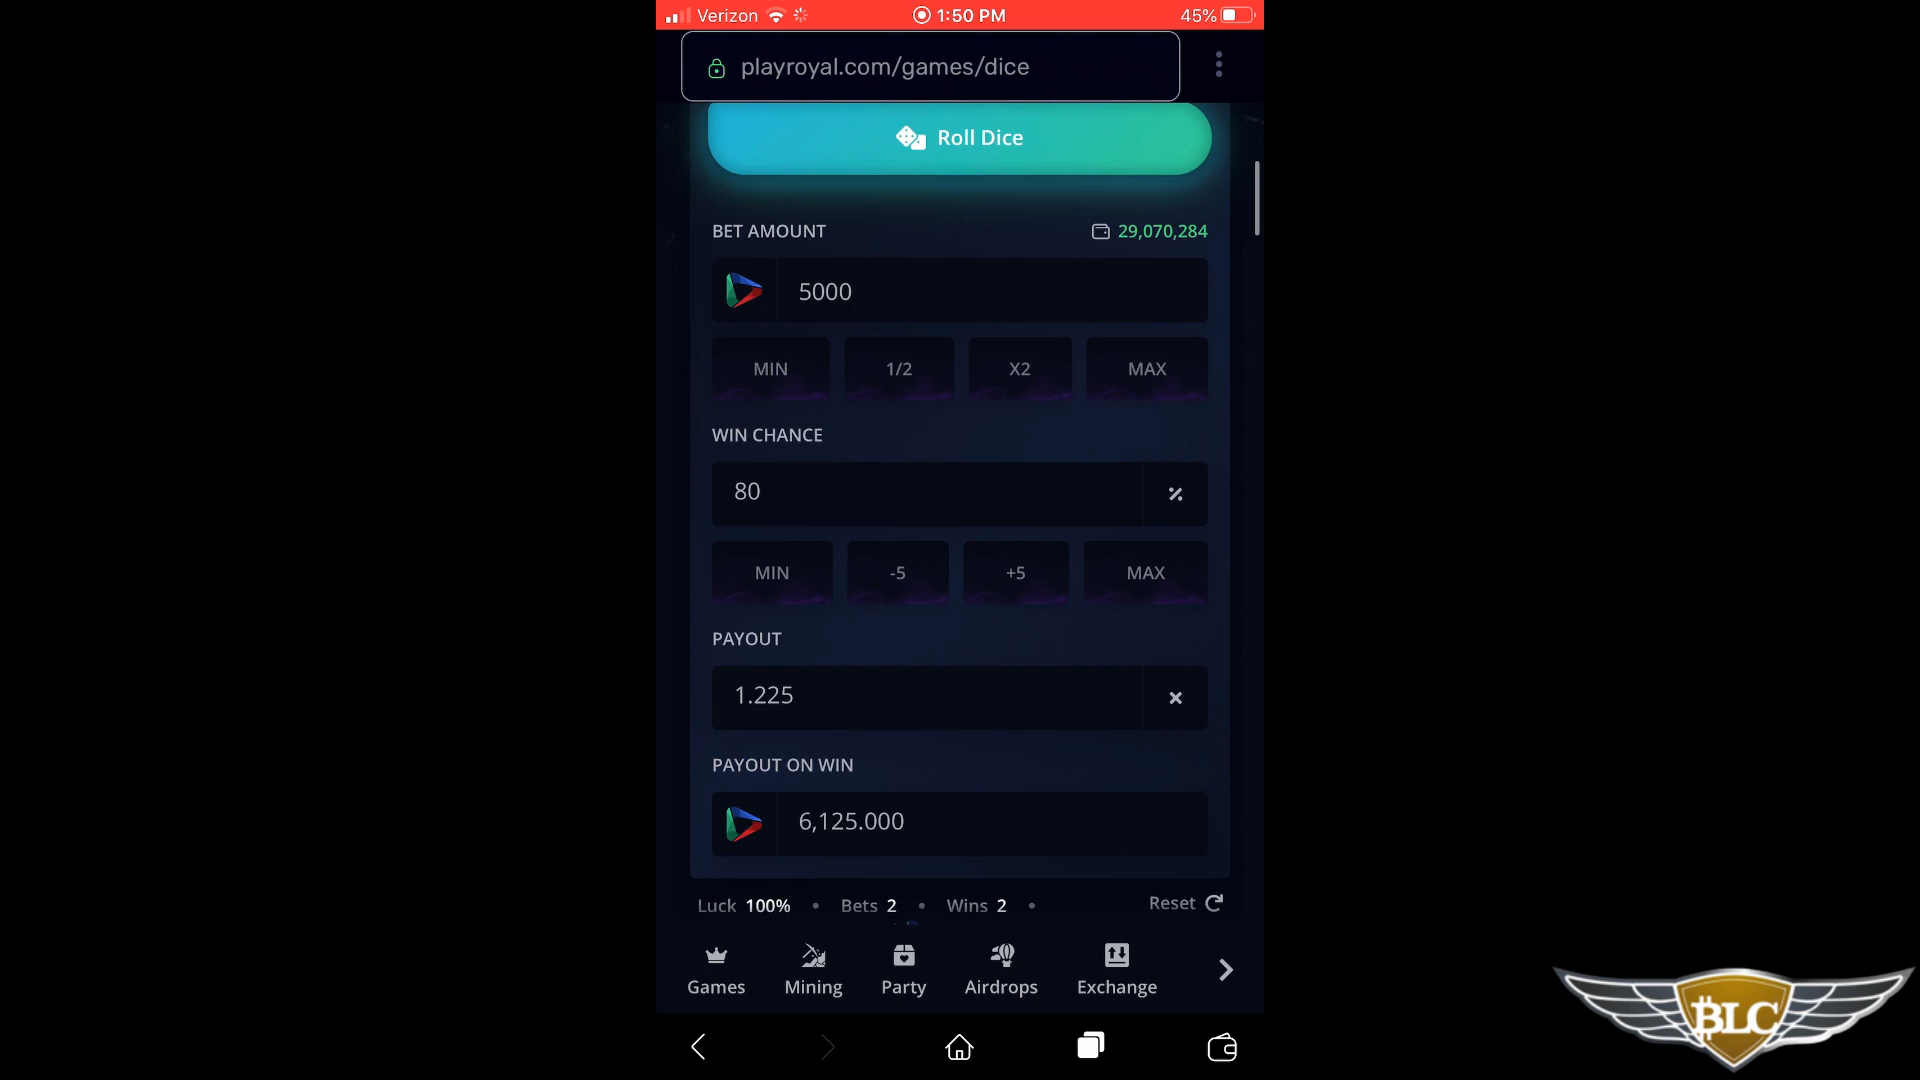 Verizon 1:50 PM 45%
playroyal.com/games/dice
Roll Dice
BET AMOUNT 29,070,284
5000
MIN 1/2 X2 MAX
WIN CHANCE
80 %
MIN -5 +5 MAX
PAYOUT
1.225 ×
PAYOUT ON WIN
6,125.000
Luck 100% • Bets 2 • Wins 2 • Reset
Games Mining Party Airdrops Exchange
BLC